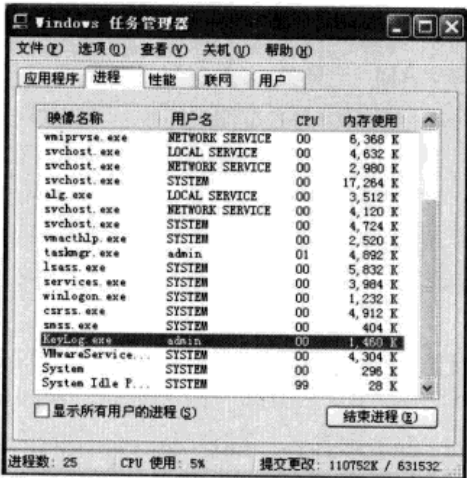 Windows 任务管理器
文件(F) 选项(O) 查看(V) 关机(U) 帮助(H)
应用程序 进程 性能 联网 用户
映像名称 用户名 CPU 内存使用
wmiprvse.exe NETWORK SERVICE 00 6,368 K
svchost.exe LOCAL SERVICE 00 4,632 K
svchost.exe NETWORK SERVICE 00 2,980 K
svchost.exe SYSTEM 00 17,264 K
alg.exe LOCAL SERVICE 00 3,512 K
svchost.exe NETWORK SERVICE 00 4,120 K
svchost.exe SYSTEM 00 4,724 K
vmacthlp.exe SYSTEM 00 2,520 K
taskmgr.exe admin 01 4,892 K
lsass.exe SYSTEM 00 5,832 K
services.exe SYSTEM 00 3,984 K
winlogon.exe SYSTEM 00 1,232 K
csrss.exe SYSTEM 00 4,912 K
smss.exe SYSTEM 00 404 K
KeyLog.exe admin 00 1,460 K
VMwareService... SYSTEM 00 4,304 K
System SYSTEM 00 296 K
System Idle P... SYSTEM 99 28 K
显示所有用户的进程(S) 结束进程(E)
进程数: 25 CPU 使用: 5% 提交更改: 110752K / 631532